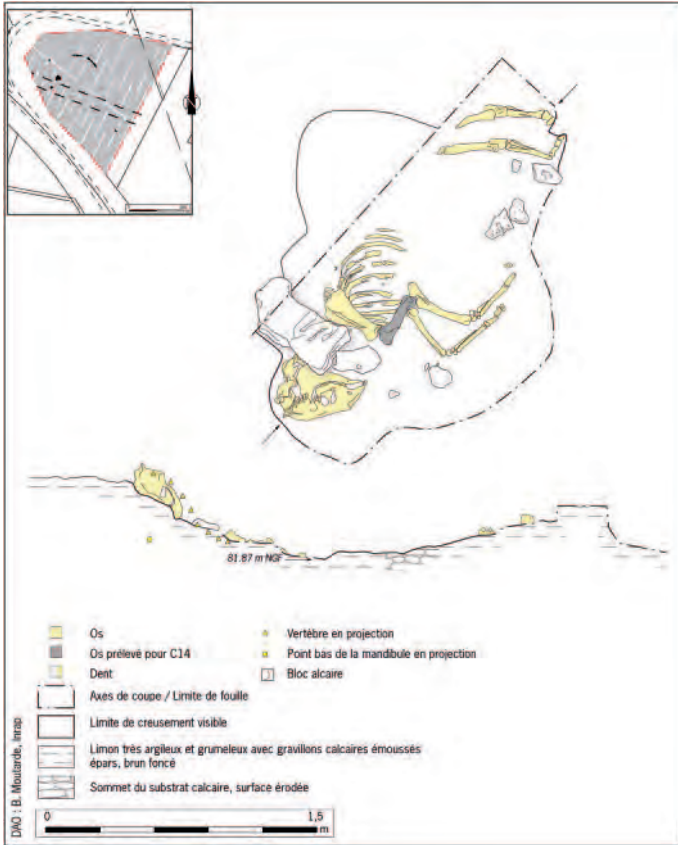 N
81.87 m NGF
Os
Os prélevé pour C14
Dent
Vertèbre en projection
Point bas de la mandibule en projection
Bloc alcaire
Axes de coupe / Limite de fouille
Limite de creusement visible
Limon très argileux et grumeleux avec gravillons calcaires émoussés
épars, brun foncé
Sommet du substrat calcaire, surface érodée
0 1,5
m
DAO : B. Moutarde, Inrap